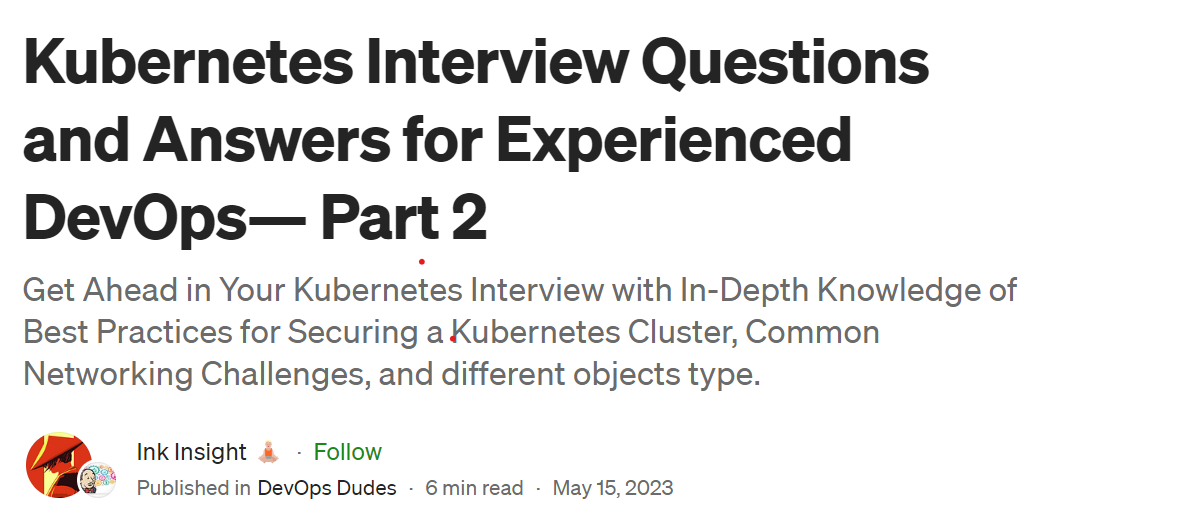 Kubernetes Interview Questions
and Answers for Experienced
DevOps— Part 2
Get Ahead in Your Kubernetes Interview with In-Depth Knowledge of
Best Practices for Securing a Kubernetes Cluster, Common
Networking Challenges, and different objects type.
Ink Insight 🧘🏼 · Follow
Published in DevOps Dudes · 6 min read · May 15, 2023